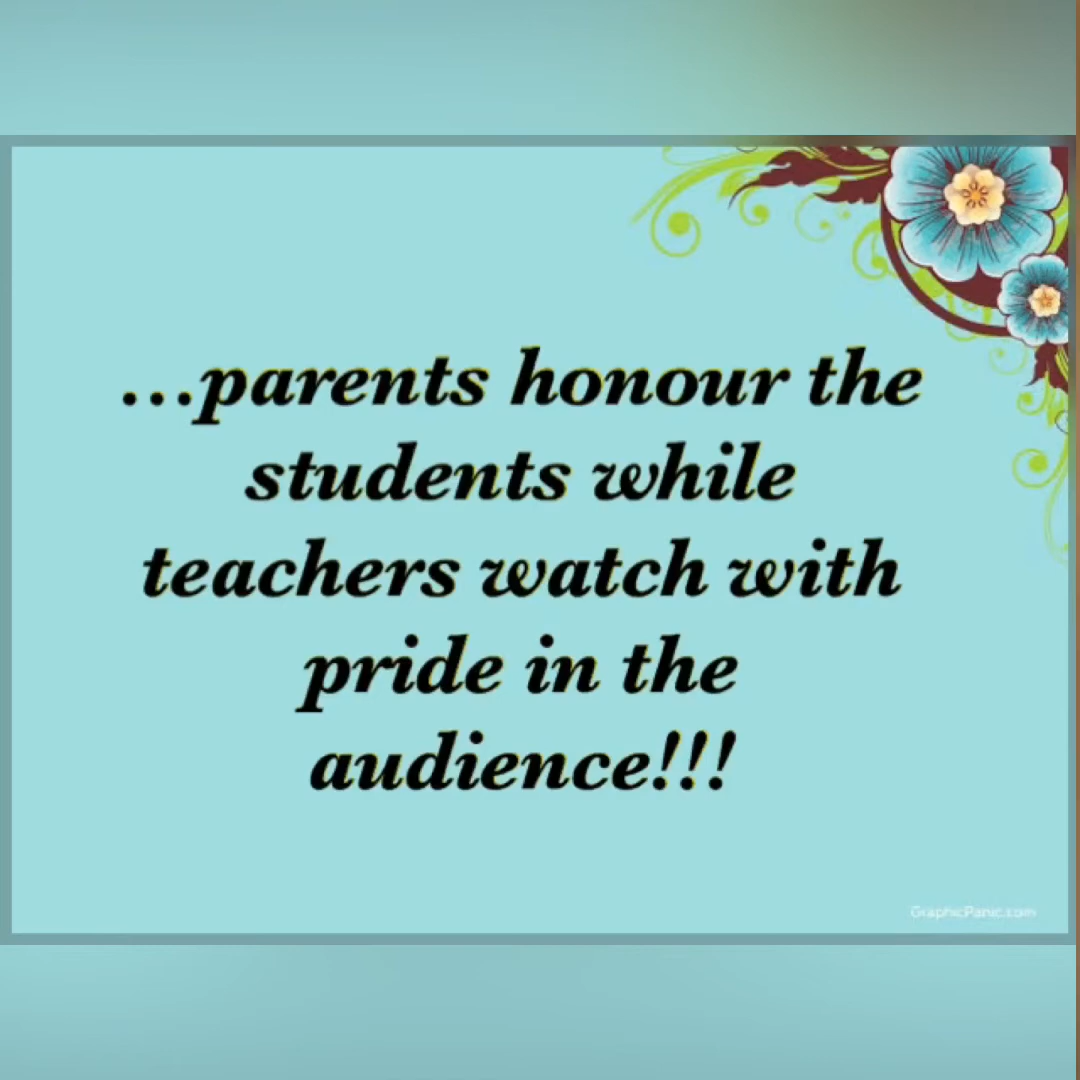 ...parents honour the
students while
teachers watch with
pride in the
audience!!!
GraphicPanic.com